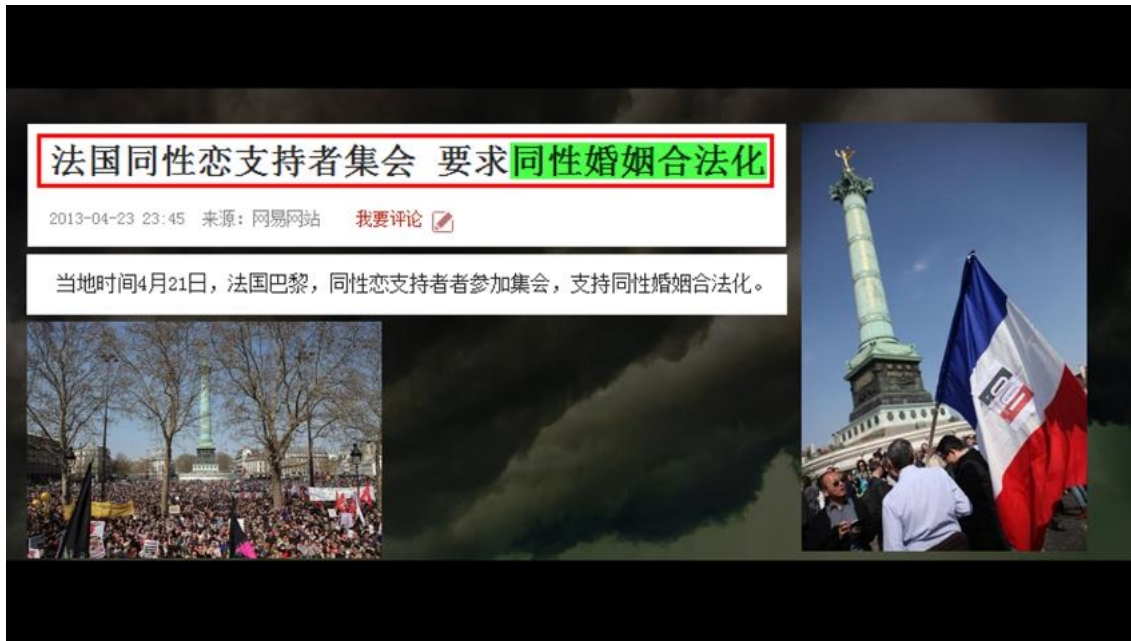 法国同性恋支持者集会 要求同性婚姻合法化
2013-04-23 23:45 来源：网易网站 我要评论
当地时间4月21日，法国巴黎，同性恋支持者者参加集会，支持同性婚姻合法化。